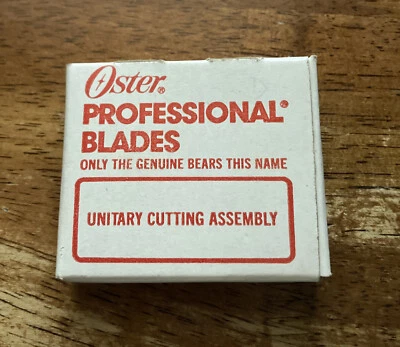 Oster®
PROFESSIONAL®
BLADES
ONLY THE GENUINE BEARS THIS NAME
UNITARY CUTTING ASSEMBLY